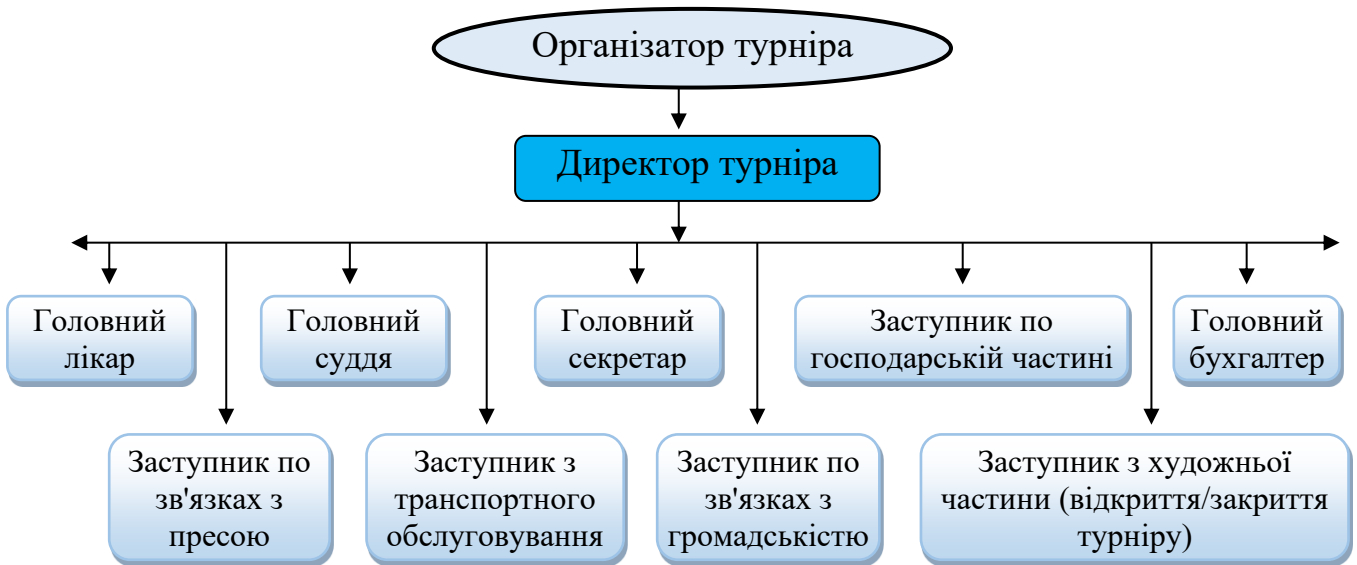 Організатор турніра
Директор турніра
Головний
лікар
Головний
суддя
Головний
секретар
Заступник по
господарській частині
Головний
бухгалтер
Заступник по
зв'язках з
пресою
Заступник з
транспортного
обслуговування
Заступник по
зв'язках з
громадськістю
Заступник з художньої
частини (відкриття/закриття
турніру)